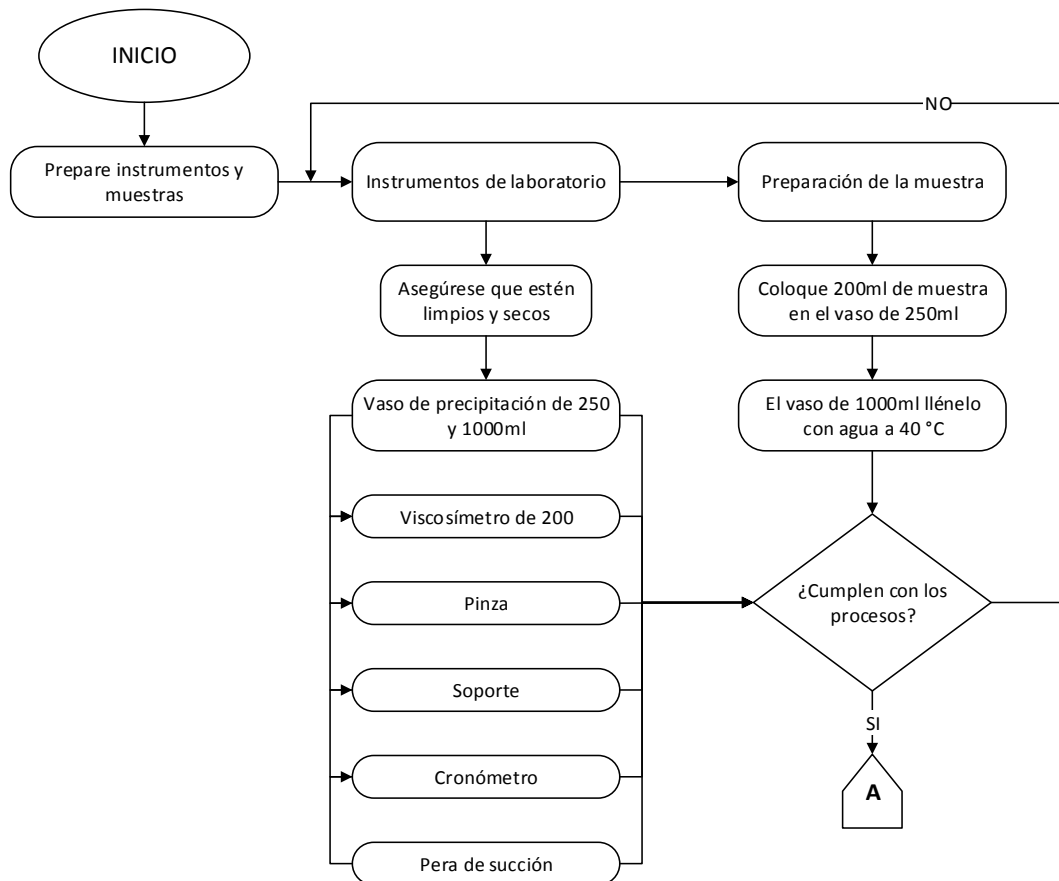 INICIO
NO
Prepare instrumentos y
muestras
Instrumentos de laboratorio
Preparación de la muestra
Asegúrese que estén
limpios y secos
Coloque 200ml de muestra
en el vaso de 250ml
Vaso de precipitación de 250
y 1000ml
El vaso de 1000ml llénelo
con agua a 40 °C
Viscosímetro de 200
Pinza
¿Cumplen con los
procesos?
Soporte
SI
Cronómetro
A
Pera de succión